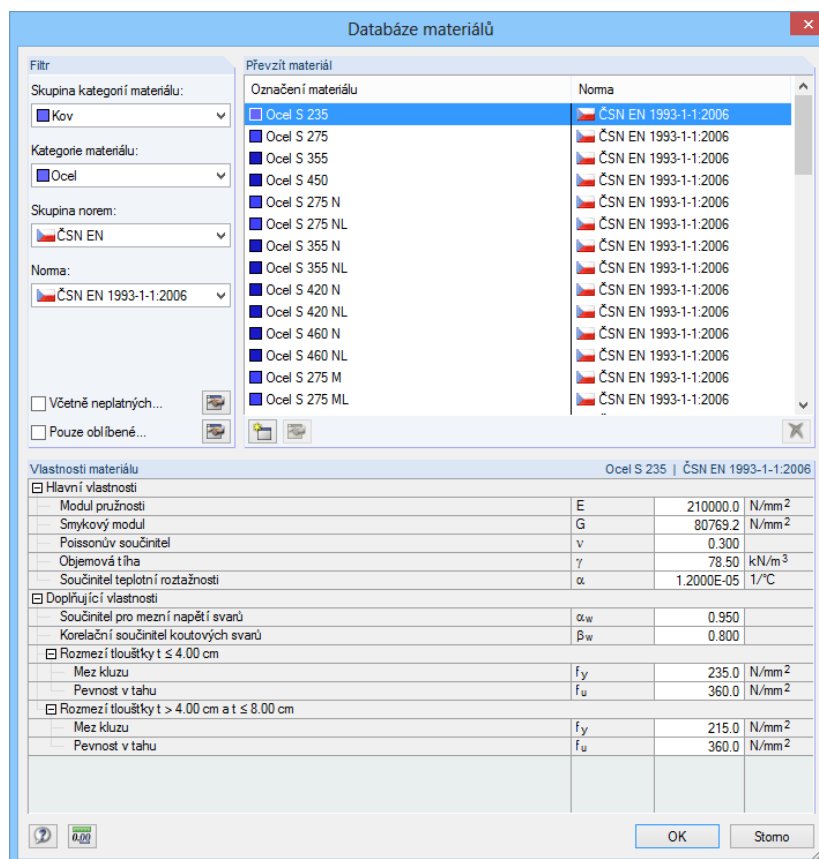 Databáze materiálů
Filtr
Skupina kategorií materiálu:
Kov
Kategorie materiálu:
Ocel
Skupina norem:
ČSN EN
Norma:
ČSN EN 1993-1-1:2006
Včetně neplatných...
Pouze oblíbené...
Převzít materiál
Označení materiálu Norma
Ocel S 235 ČSN EN 1993-1-1:2006
Ocel S 275 ČSN EN 1993-1-1:2006
Ocel S 355 ČSN EN 1993-1-1:2006
Ocel S 450 ČSN EN 1993-1-1:2006
Ocel S 275 N ČSN EN 1993-1-1:2006
Ocel S 275 NL ČSN EN 1993-1-1:2006
Ocel S 355 N ČSN EN 1993-1-1:2006
Ocel S 355 NL ČSN EN 1993-1-1:2006
Ocel S 420 N ČSN EN 1993-1-1:2006
Ocel S 420 NL ČSN EN 1993-1-1:2006
Ocel S 460 N ČSN EN 1993-1-1:2006
Ocel S 460 NL ČSN EN 1993-1-1:2006
Ocel S 275 M ČSN EN 1993-1-1:2006
Ocel S 275 ML ČSN EN 1993-1-1:2006
Vlastnosti materiálu Ocel S 235 | ČSN EN 1993-1-1:2006
Hlavní vlastnosti
Modul pružnosti E 210000.0 N/mm²
Smykový modul G 80769.2 N/mm²
Poissonův součinitel ν 0.300
Objemová tíha γ 78.50 kN/m³
Součinitel teplotní roztažnosti α 1.2000E-05 1/°C
Doplňující vlastnosti
Součinitel pro mezní napětí svarů αw 0.950
Korelační součinitel koutových svarů βw 0.800
Rozmezí tloušťky t ≤ 4.00 cm
Mez kluzu fy 235.0 N/mm²
Pevnost v tahu fu 360.0 N/mm²
Rozmezí tloušťky t > 4.00 cm a t ≤ 8.00 cm
Mez kluzu fy 215.0 N/mm²
Pevnost v tahu fu 360.0 N/mm²
0.00
OK
Storno